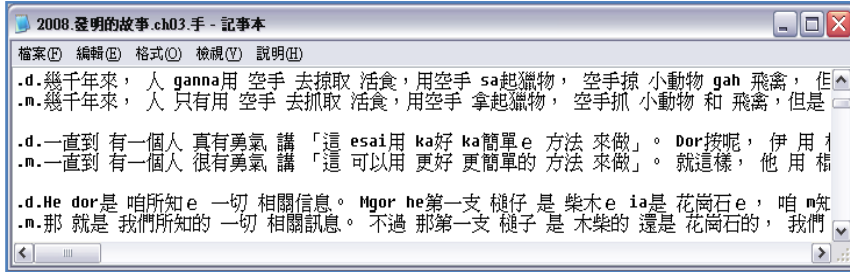 2008.發明的故事.ch03.手 - 記事本
檔案(F) 編輯(E) 格式(O) 檢視(V) 說明(H)
.d.幾千年來， 人 ganna用 空手 去掠取 活食，用空手 sa起獵物， 空手掠 小動物 gah 飛禽， 但
.m.幾千年來， 人 只有用 空手 去抓取 活食，用空手 拿起獵物， 空手抓 小動物 和 飛禽，但是
.d.一直到 有一個人 真有勇氣 講 「這 esai用 ka好 ka簡單e 方法 來做」。 Dor按呢， 伊 用
.m.一直到 有一個人 很有勇氣 講 「這 可以用 更好 更簡單的 方法 來做」。 就這樣， 他 用
.d.He dor是 咱所知e 一切 相關信息。 Mgor he第一支 槌仔 是 柴木e ia是 花崗石e， 咱 m知
.m.那 就是 我們所知的 一切 相關訊息。 不過 那第一支 槌子 是 木柴的 還是 花崗石的， 我們